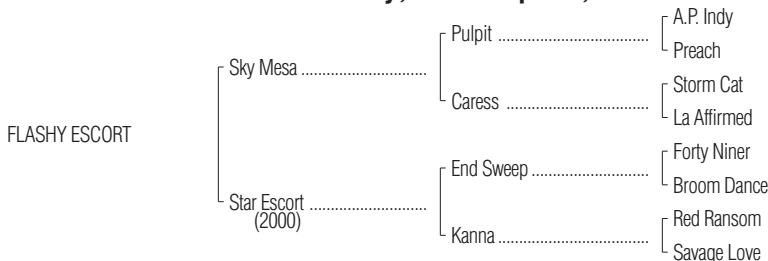 A.P. Indy
Pulpit
Preach
Sky Mesa
Storm Cat
Caress
La Affirmed
FLASHY ESCORT
Forty Niner
End Sweep
Broom Dance
Star Escort
(2000)
Red Ransom
Kanna
Savage Love